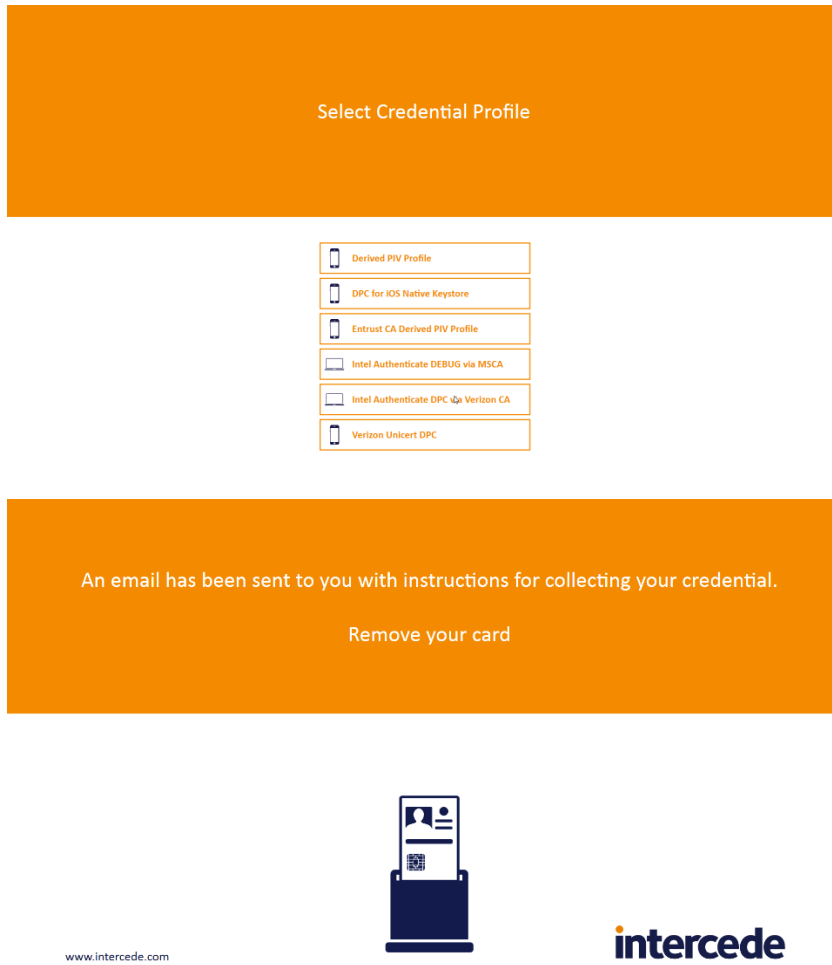 Select Credential Profile
Derived PIV Profile
DPC for iOS Native Keystore
Entrust CA Derived PIV Profile
Intel Authenticate DEBUG via MSCA
Intel Authenticate DPC via Verizon CA
Verizon Unicert DPC
An email has been sent to you with instructions for collecting your credential.
Remove your card
www.intercede.com
intercede